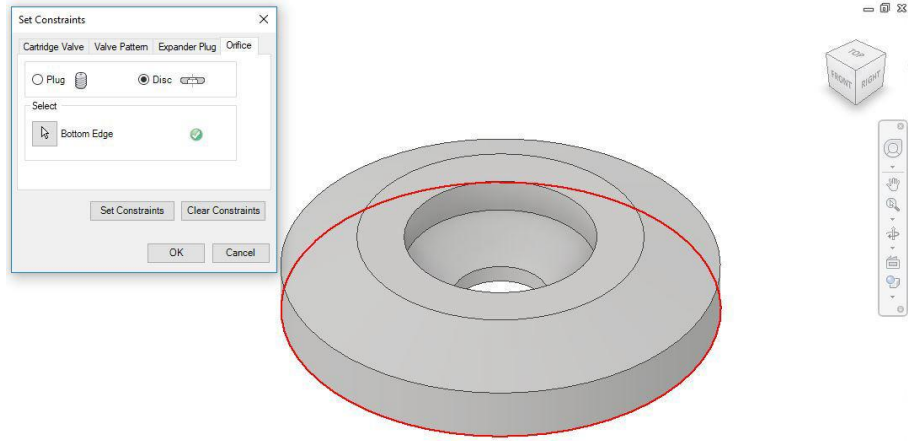 Set Constraints
Cartridge Valve Valve Pattern Expander Plug Orifice
Plug Disc
Select
Bottom Edge
Set Constraints Clear Constraints
OK Cancel
TOP
FRONT RIGHT